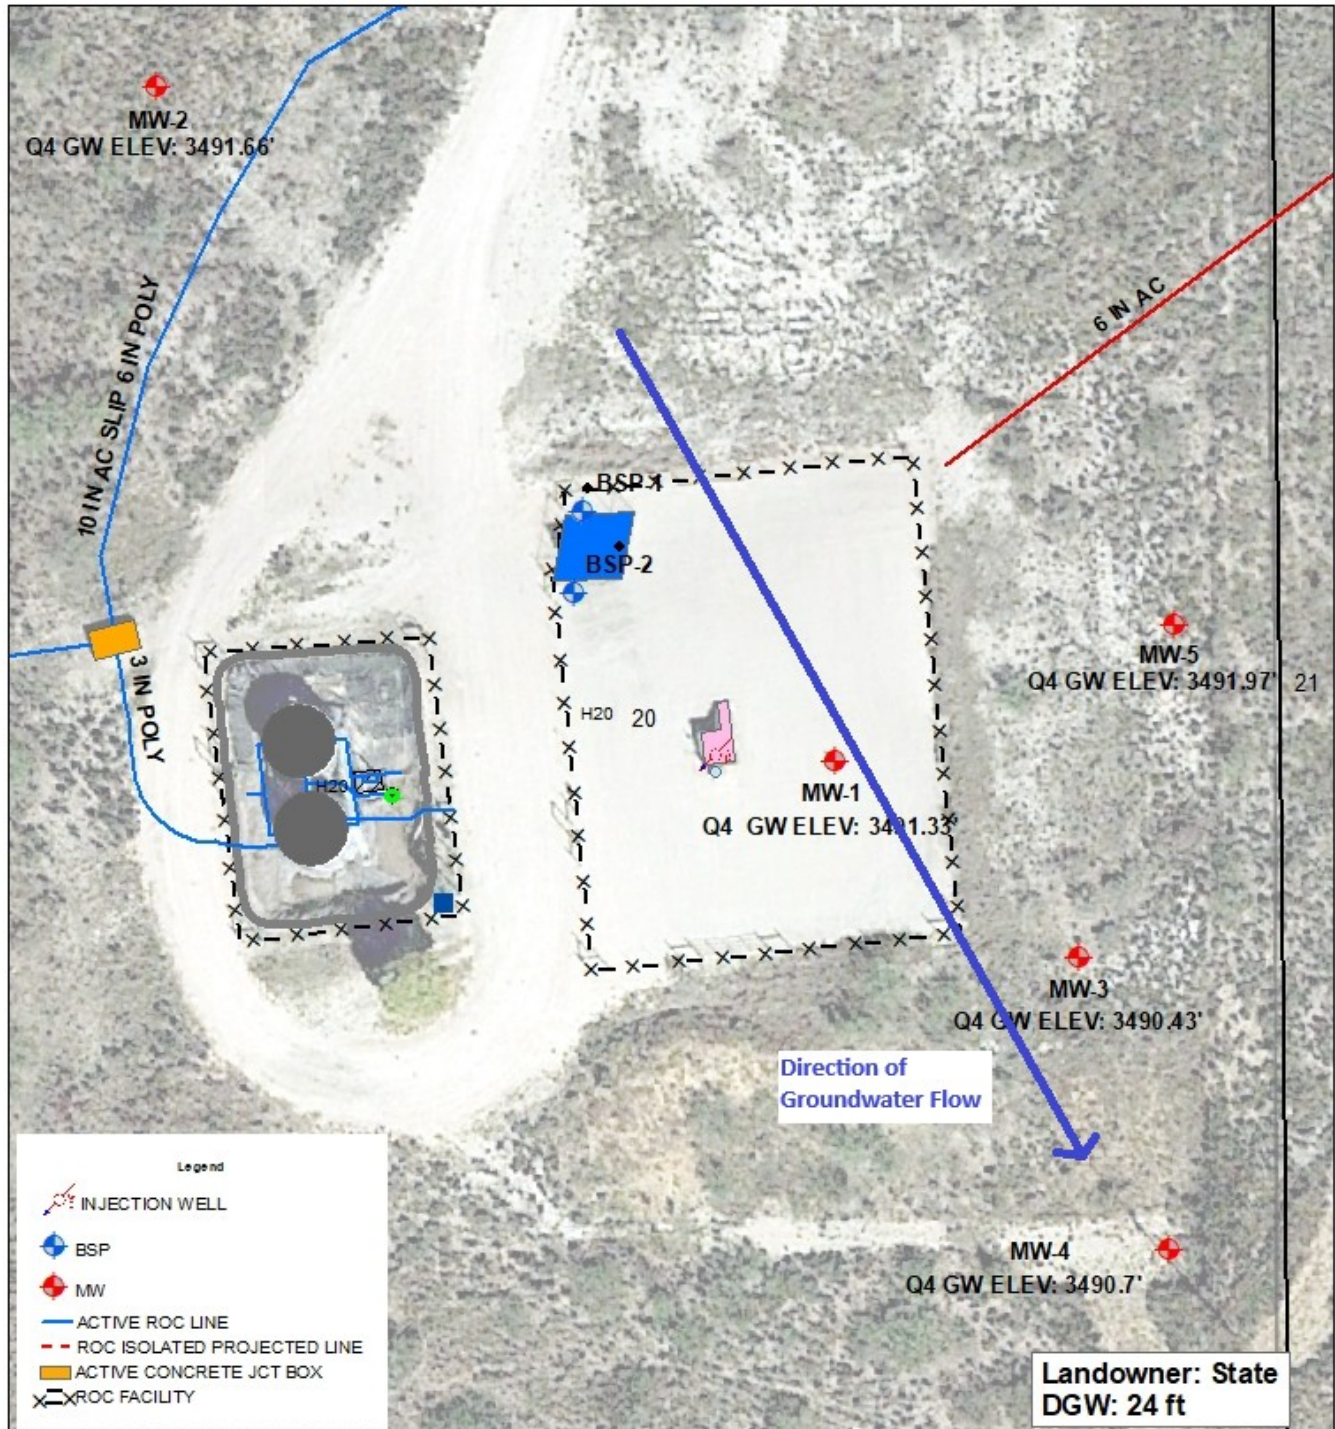 MW-2
Q4 GW ELEV: 3491.66'
10 IN AC SLIP 6 IN POLY
6 IN AC
BSP-1
BSP-2
MW-5
Q4 GW ELEV: 3491.97'
21
3 IN POLY
H20 20
H20
MW-1
Q4 GW ELEV: 3491.33'
MW-3
Q4 GW ELEV: 3490.43'
Direction of
Groundwater Flow
MW-4
Q4 GW ELEV: 3490.7'
Legend
INJECTION WELL
BSP
MW
ACTIVE ROC LINE
ROC ISOLATED PROJECTED LINE
ACTIVE CONCRETE JCT BOX
ROC FACILITY
Landowner: State
DGW: 24 ft